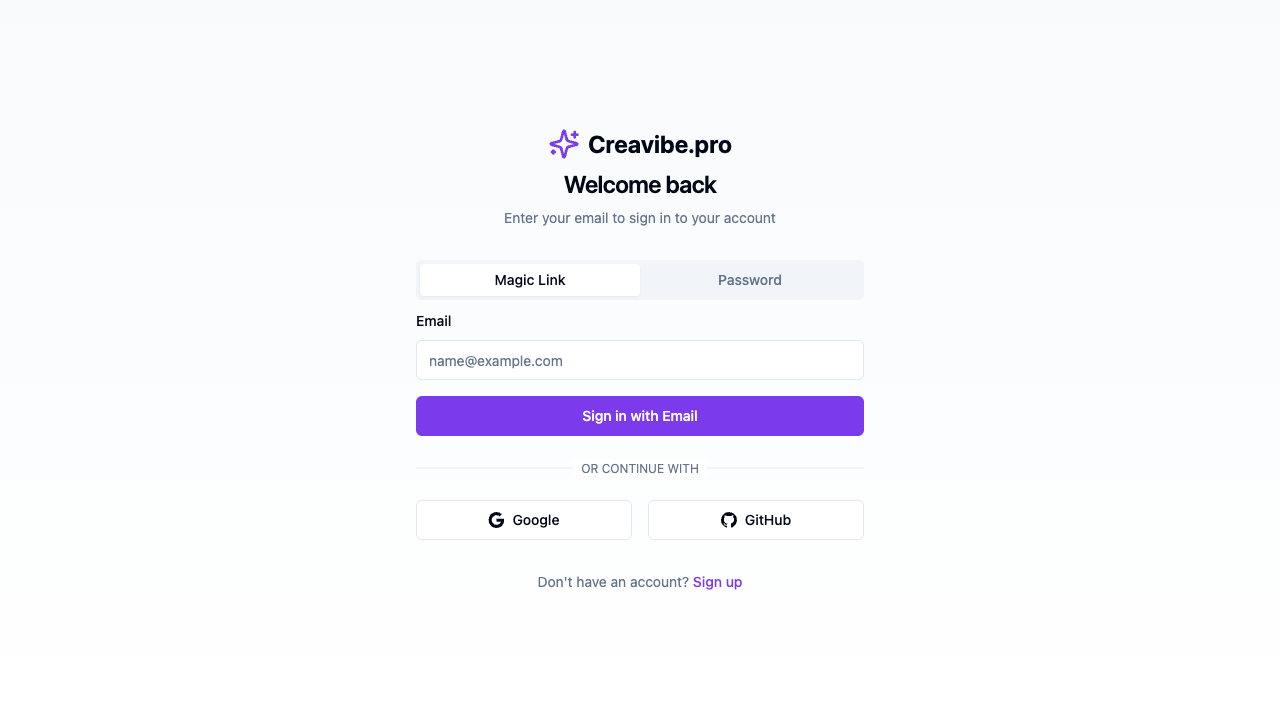 Creavibe.pro
Welcome back
Enter your email to sign in to your account
Magic Link
Password
Email
name@example.com
Sign in with Email
OR CONTINUE WITH
Google
GitHub
Don't have an account? Sign up